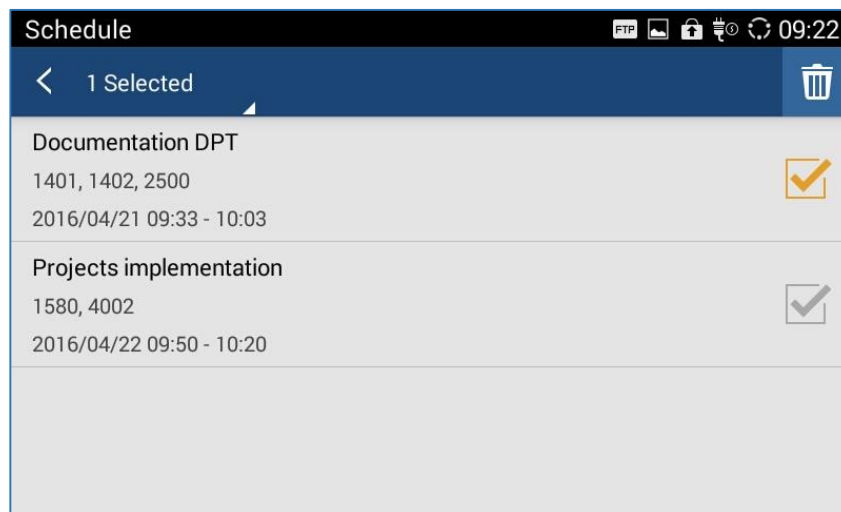 Schedule
FTP 09:22
1 Selected
Documentation DPT
1401, 1402, 2500
2016/04/21 09:33 - 10:03
Projects implementation
1580, 4002
2016/04/22 09:50 - 10:20